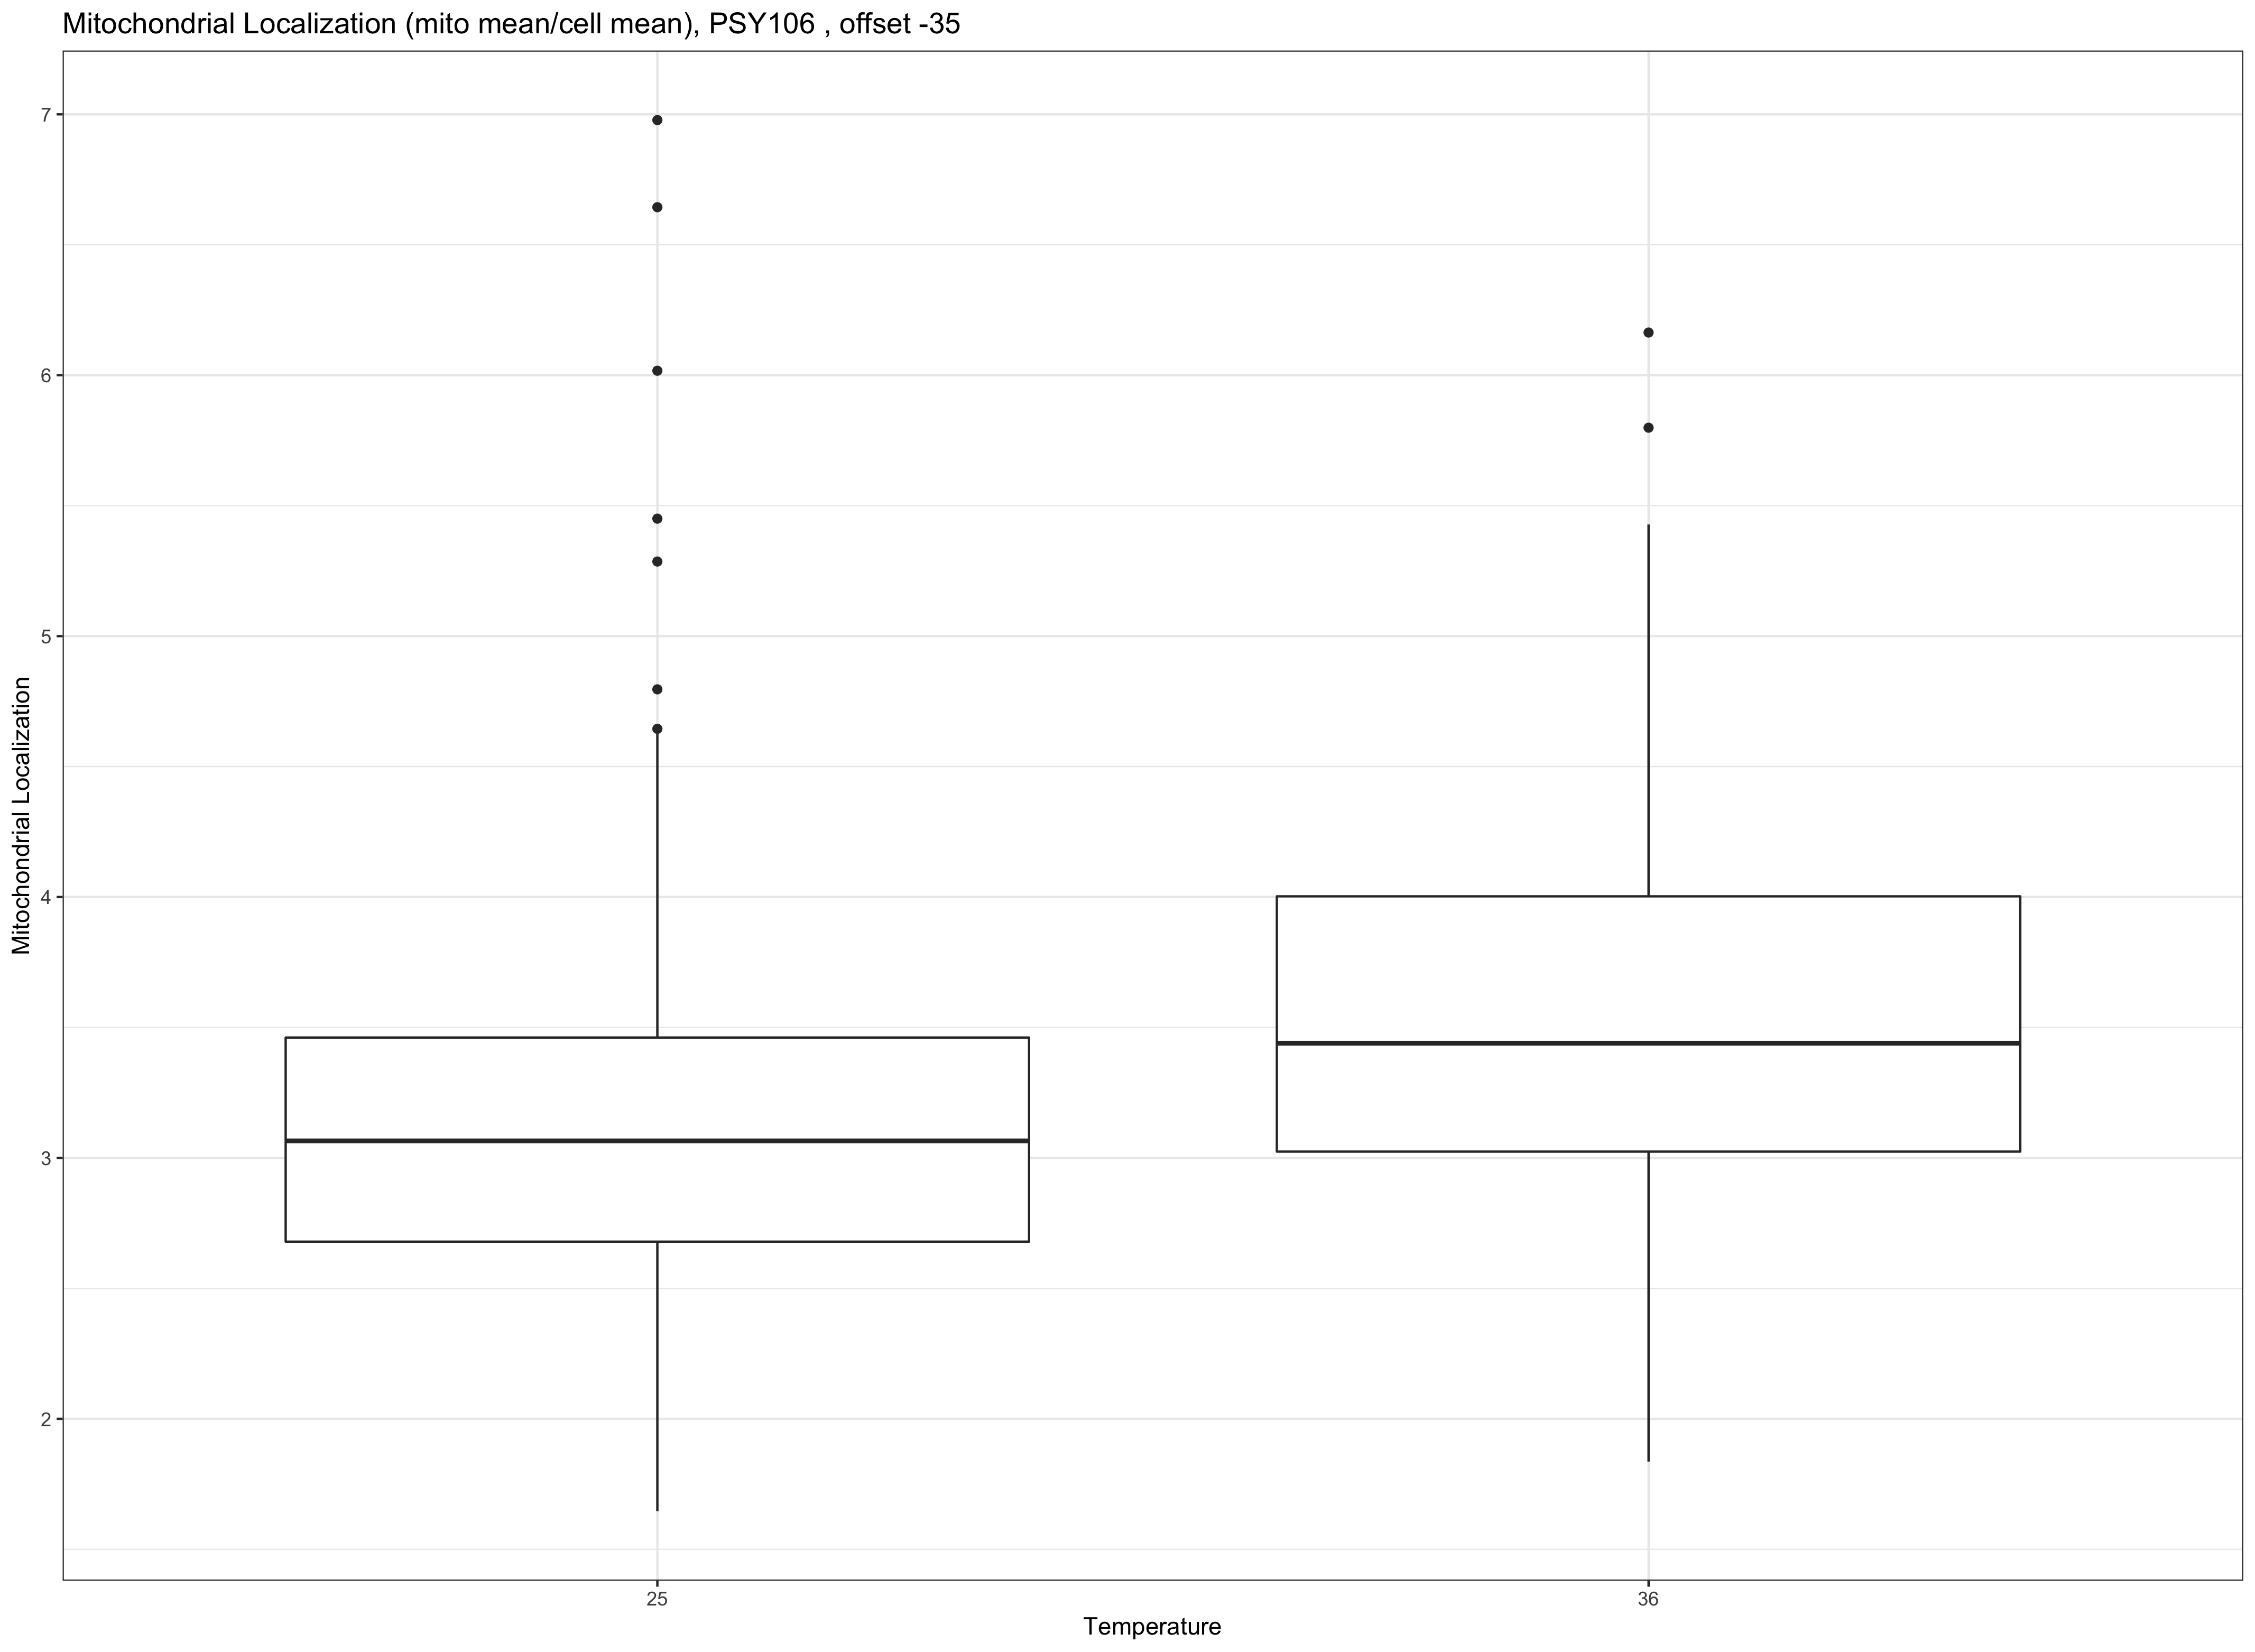 Mitochondrial Localization (mito mean/cell mean), PSY106 , offset -35
7
6
5
4
3
2
Mitochondrial Localization
25
36
Temperature